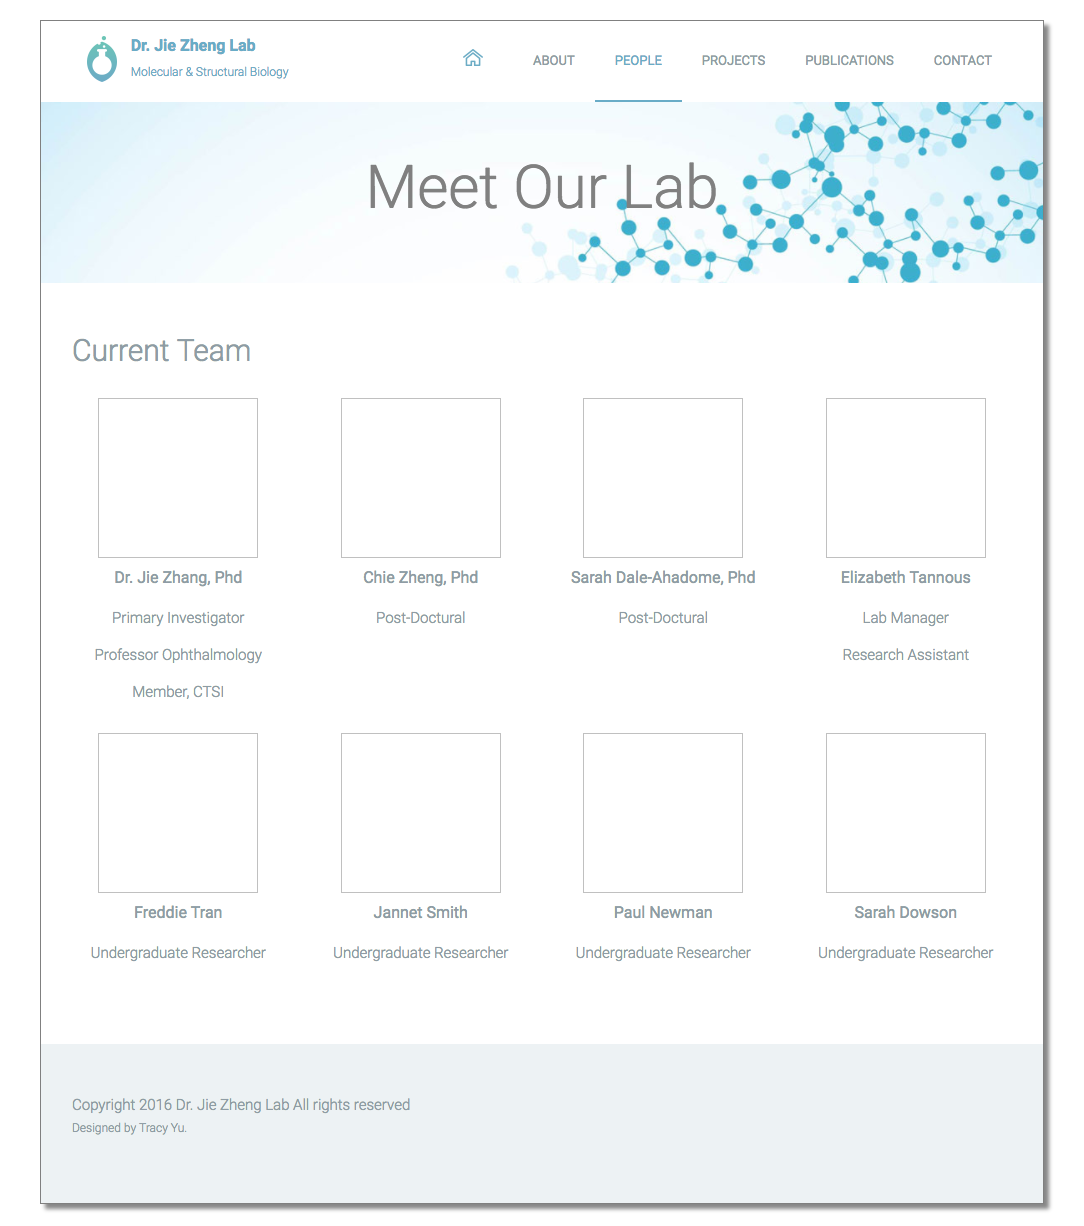 Dr. Jie Zheng Lab
Molecular & Structural Biology
ABOUT PEOPLE PROJECTS PUBLICATIONS CONTACT
Meet Our Lab
Current Team
Dr. Jie Zhang, Phd
Primary Investigator
Professor Ophthalmology
Member, CTSI
Chie Zheng, Phd
Post-Doctural
Sarah Dale-Ahadome, Phd
Post-Doctural
Elizabeth Tannous
Lab Manager
Research Assistant
Freddie Tran
Undergraduate Researcher
Jannet Smith
Undergraduate Researcher
Paul Newman
Undergraduate Researcher
Sarah Dowson
Undergraduate Researcher
Copyright 2016 Dr. Jie Zheng Lab All rights reserved
Designed by Tracy Yu.